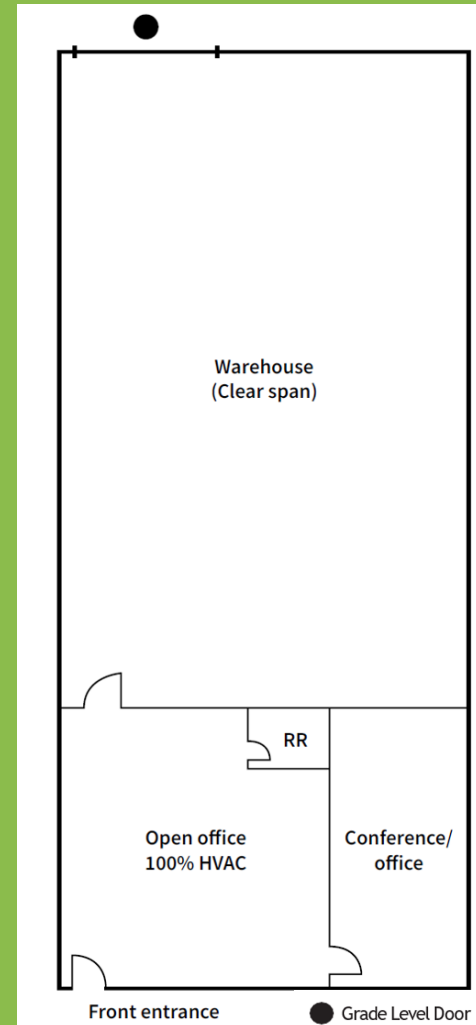 Warehouse
(Clear span)
RR
Open office
100% HVAC
Conference/
office
Front entrance
Grade Level Door